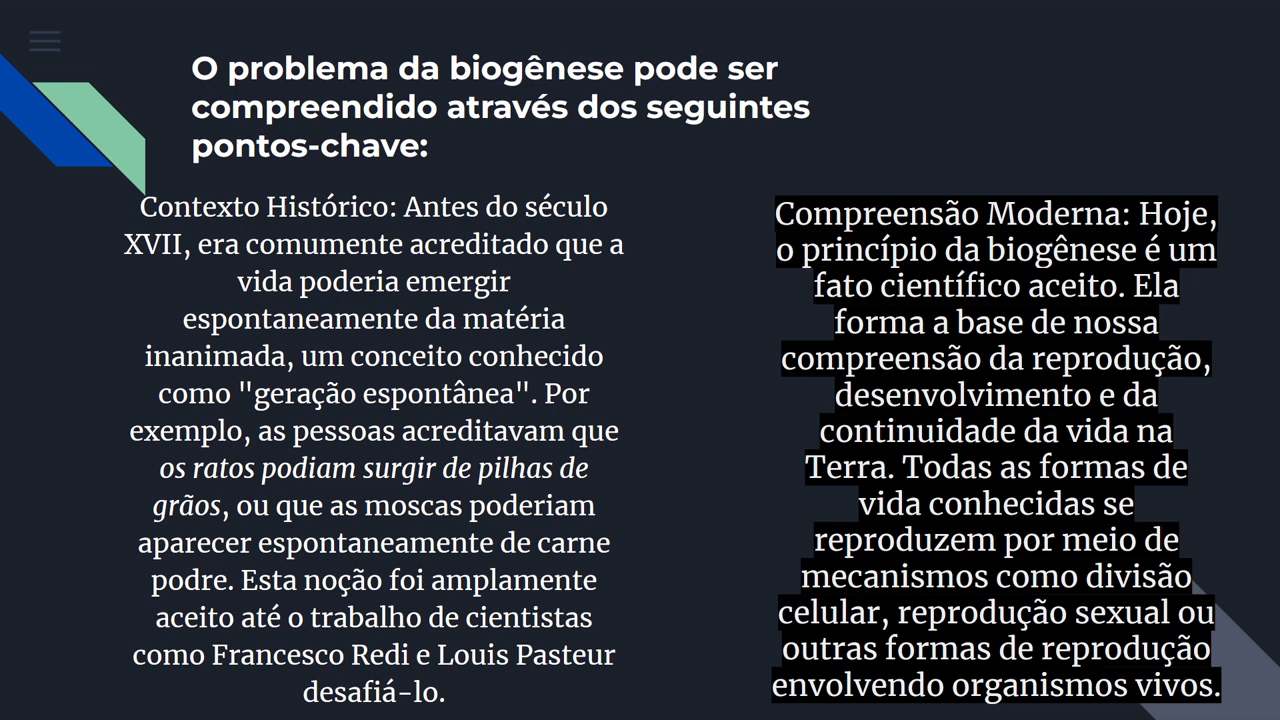 O problema da biogênese pode ser
compreendido através dos seguintes
pontos-chave:
Contexto Histórico: Antes do século
XVII, era comumente acreditado que a
vida poderia emergir
espontaneamente da matéria
inanimada, um conceito conhecido
como "geração espontânea". Por
exemplo, as pessoas acreditavam que
os ratos podiam surgir de pilhas de
grãos, ou que as moscas poderiam
aparecer espontaneamente de carne
podre. Esta noção foi amplamente
aceito até o trabalho de cientistas
como Francesco Redi e Louis Pasteur
desafiá-lo.
Compreensão Moderna: Hoje,
o princípio da biogênese é um
fato científico aceito. Ela
forma a base de nossa
compreensão da reprodução,
desenvolvimento e da
continuidade da vida na
Terra. Todas as formas de
vida conhecidas se
reproduzem por meio de
mecanismos como divisão
celular, reprodução sexual ou
outras formas de reprodução
envolvendo organismos vivos.